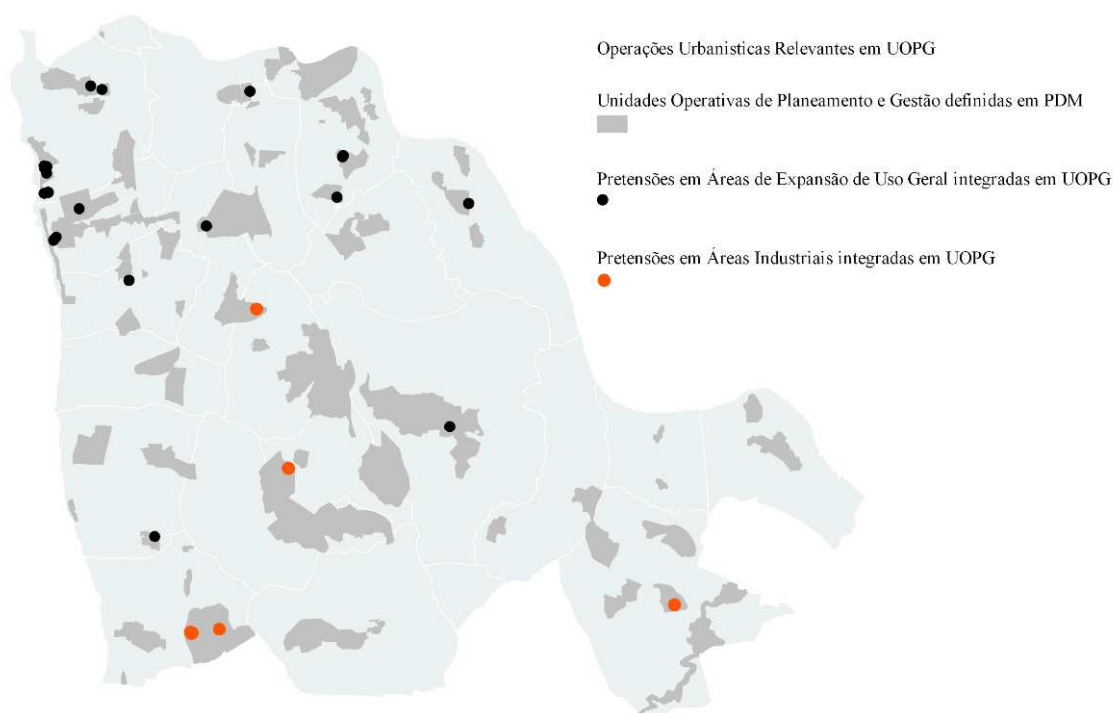 Operações Urbanisticas Relevantes em UOPG
Unidades Operativas de Planeamento e Gestão definidas em PDM
Pretensões em Áreas de Expansão de Uso Geral integradas em UOPG
Pretensões em Áreas Industriais integradas em UOPG